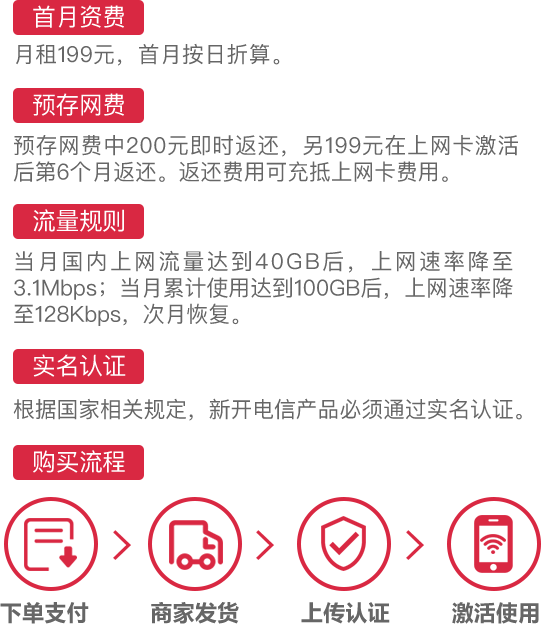 首月资费
月租199元，首月按日折算。
预存网费
预存网费中200元即时返还，另199元在上网卡激活
后第6个月返还。返还费用可充抵上网卡费用。
流量规则
当月国内上网流量达到40GB后，上网速率降至
3.1Mbps；当月累计使用达到100GB后，上网速率降
至128Kbps，次月恢复。
实名认证
根据国家相关规定，新开电信产品必须通过实名认证。
购买流程
下单支付 商家发货 上传认证 激活使用